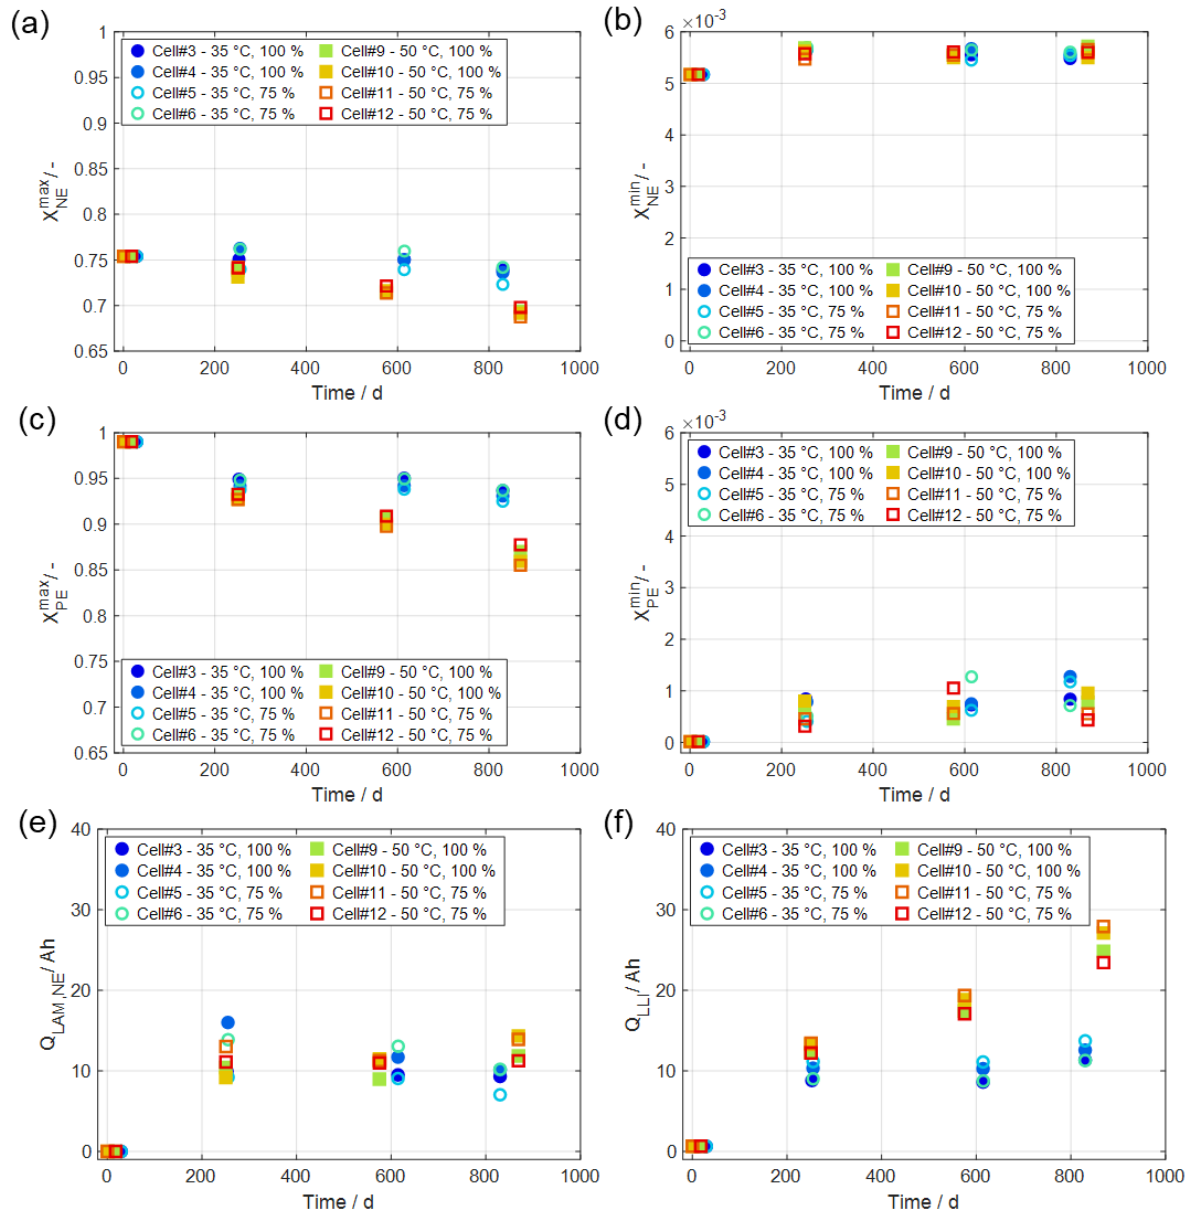 (a)
1
0.95
0.9
0.85
0.8
0.75
0.7
0.65
X_NE^max / -
Cell#3 - 35 °C, 100 %
Cell#4 - 35 °C, 100 %
Cell#5 - 35 °C, 75 %
Cell#6 - 35 °C, 75 %
Cell#9 - 50 °C, 100 %
Cell#10 - 50 °C, 100 %
Cell#11 - 50 °C, 75 %
Cell#12 - 50 °C, 75 %
0 200 400 600 800 1000
Time / d
(b)
×10^-3
6
5
4
3
2
1
0
X_NE^min / -
Cell#3 - 35 °C, 100 %
Cell#4 - 35 °C, 100 %
Cell#5 - 35 °C, 75 %
Cell#6 - 35 °C, 75 %
Cell#9 - 50 °C, 100 %
Cell#10 - 50 °C, 100 %
Cell#11 - 50 °C, 75 %
Cell#12 - 50 °C, 75 %
0 200 400 600 800 1000
Time / d
(c)
1
0.95
0.9
0.85
0.8
0.75
0.7
0.65
X_PE^max / -
Cell#3 - 35 °C, 100 %
Cell#4 - 35 °C, 100 %
Cell#5 - 35 °C, 75 %
Cell#6 - 35 °C, 75 %
Cell#9 - 50 °C, 100 %
Cell#10 - 50 °C, 100 %
Cell#11 - 50 °C, 75 %
Cell#12 - 50 °C, 75 %
0 200 400 600 800 1000
Time / d
(d)
×10^-3
6
5
4
3
2
1
0
X_PE^min / -
Cell#3 - 35 °C, 100 %
Cell#4 - 35 °C, 100 %
Cell#5 - 35 °C, 75 %
Cell#6 - 35 °C, 75 %
Cell#9 - 50 °C, 100 %
Cell#10 - 50 °C, 100 %
Cell#11 - 50 °C, 75 %
Cell#12 - 50 °C, 75 %
0 200 400 600 800 1000
Time / d
(e)
40
30
20
10
0
Q_LAM,NE / Ah
Cell#3 - 35 °C, 100 %
Cell#4 - 35 °C, 100 %
Cell#5 - 35 °C, 75 %
Cell#6 - 35 °C, 75 %
Cell#9 - 50 °C, 100 %
Cell#10 - 50 °C, 100 %
Cell#11 - 50 °C, 75 %
Cell#12 - 50 °C, 75 %
0 200 400 600 800 1000
Time / d
(f)
40
30
20
10
0
Q_LLI / Ah
Cell#3 - 35 °C, 100 %
Cell#4 - 35 °C, 100 %
Cell#5 - 35 °C, 75 %
Cell#6 - 35 °C, 75 %
Cell#9 - 50 °C, 100 %
Cell#10 - 50 °C, 100 %
Cell#11 - 50 °C, 75 %
Cell#12 - 50 °C, 75 %
0 200 400 600 800 1000
Time / d